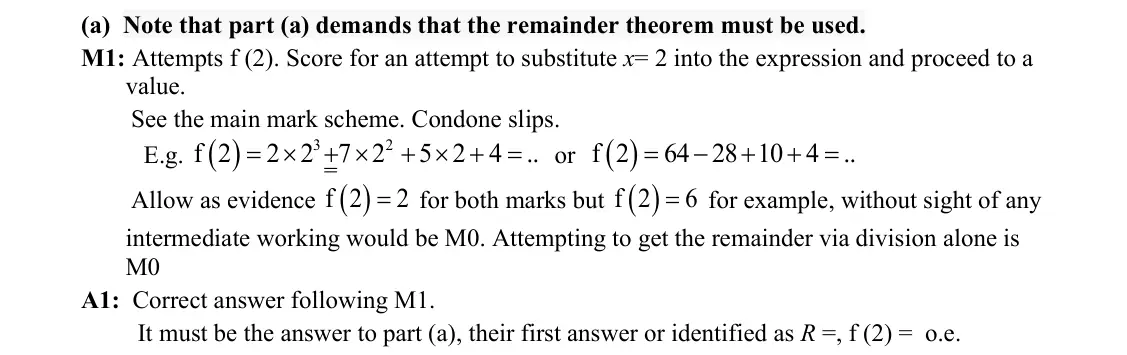 (a) Note that part (a) demands that the remainder theorem must be used.
M1: Attempts f (2). Score for an attempt to substitute x= 2 into the expression and proceed to a
value.
See the main mark scheme. Condone slips.
E.g. f(2)=2×2³+7×2² +5×2+4=.. or f(2)=64−28+10+4=..
Allow as evidence f(2)=2 for both marks but f(2)=6 for example, without sight of any
intermediate working would be M0. Attempting to get the remainder via division alone is
M0
A1: Correct answer following M1.
It must be the answer to part (a), their first answer or identified as R =, f (2) = o.e.